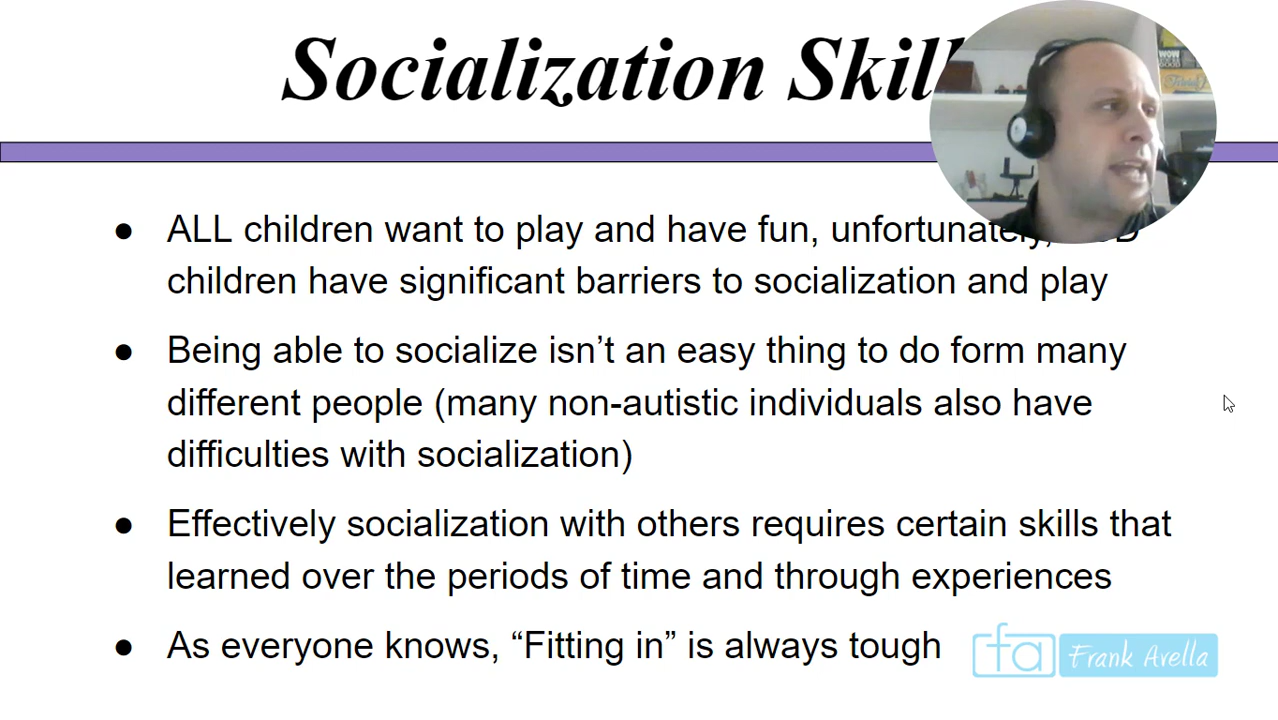 Socialization Skill
● ALL children want to play and have fun, unfortunately,
children have significant barriers to socialization and play
● Being able to socialize isn’t an easy thing to do form many
different people (many non-autistic individuals also have
difficulties with socialization)
● Effectively socialization with others requires certain skills that
learned over the periods of time and through experiences
● As everyone knows, “Fitting in” is always tough
fa Frank Avella